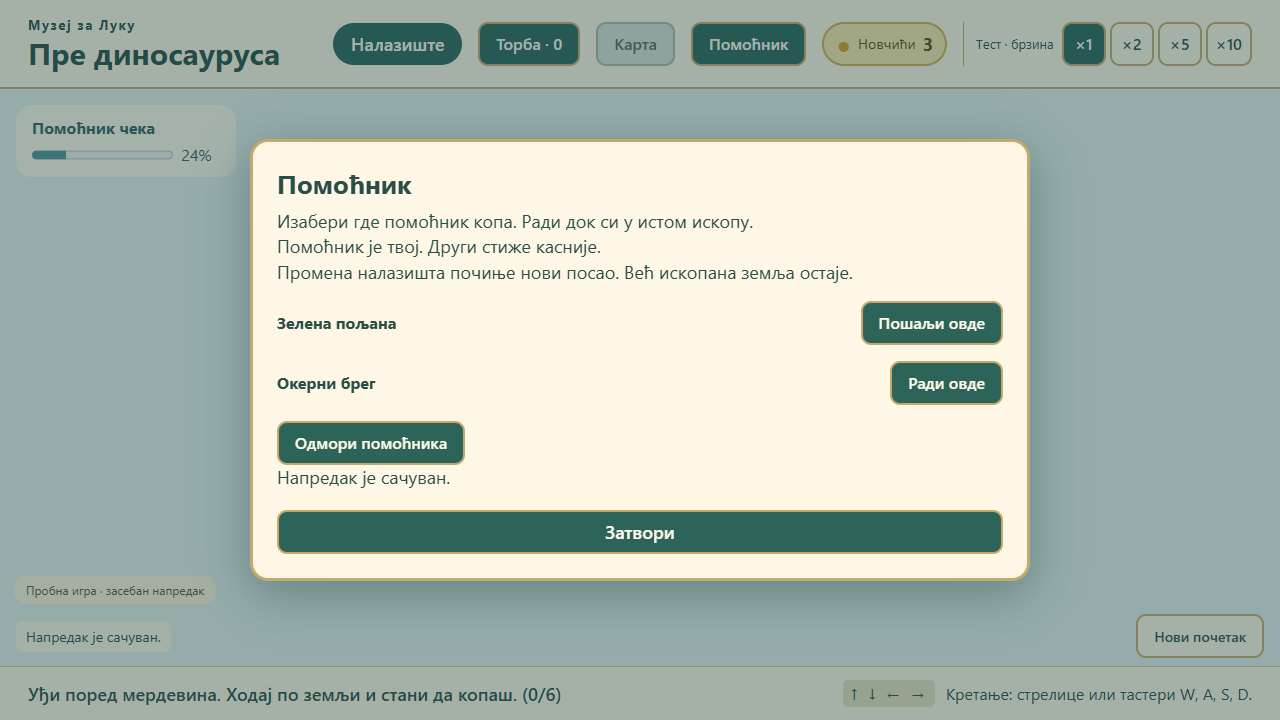 Музеј за Луку
Пре диносауруса
Налазиште
Торба · 0
Карта
Помоћник
Новчићи 3
Тест · брзина
×1
×2
×5
×10
Помоћник чека
24%
Помоћник
Изабери где помоћник копа. Ради док си у истом ископу.
Помоћник је твој. Други стиже касније.
Промена налазишта почиње нови посао. Већ ископана земља остаје.
Зелена пољана
Пошаљи овде
Окерни брег
Ради овде
Одмори помоћника
Напредак је сачуван.
Затвори
Пробна игра · засебан напредак
Напредак је сачуван.
Нови почетак
Уђи поред мердевина. Ходај по земљи и стани да копаш. (0/6)
↑ ↓ ← →
Кретање: стрелице или тастери W, A, S, D.